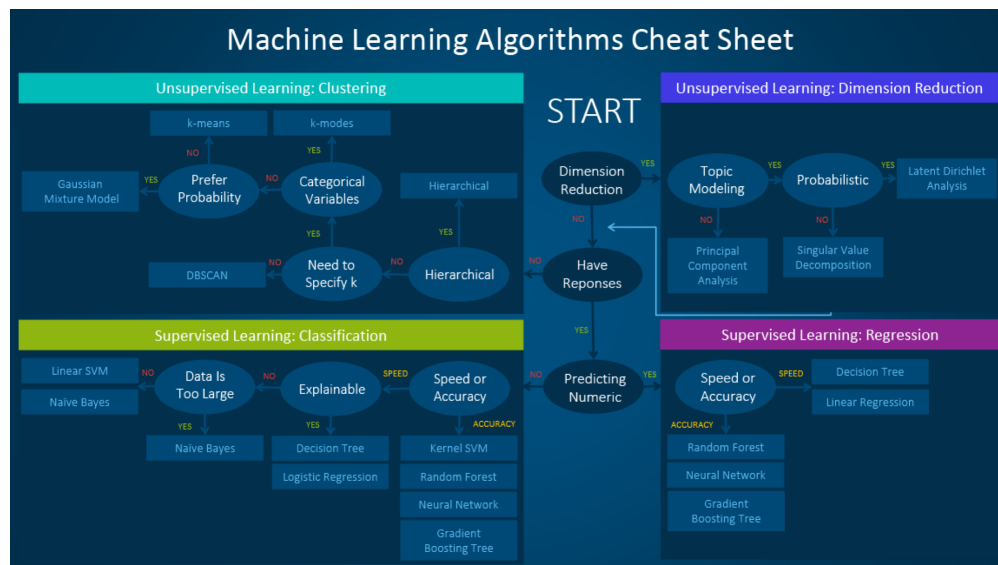 Machine Learning Algorithms Cheat Sheet
Unsupervised Learning: Clustering
k-means
k-modes
NO
YES
Gaussian
Mixture Model
YES
Prefer
Probability
NO
Categorical
Variables
Hierarchical
YES
YES
DBSCAN
NO
Need to
Specify k
NO
Hierarchical
START
Dimension
Reduction
YES
NO
NO
Have
Reponses
YES
NO
Predicting
Numeric
YES
Unsupervised Learning: Dimension Reduction
Topic
Modeling
YES
Probabilistic
YES
Latent Dirichlet
Analysis
NO
NO
Principal
Component
Analysis
Singular Value
Decomposition
Supervised Learning: Classification
Linear SVM
Naïve Bayes
NO
Data Is
Too Large
NO
Explainable
SPEED
Speed or
Accuracy
YES
YES
ACCURACY
Naïve Bayes
Decision Tree
Logistic Regression
Kernel SVM
Random Forest
Neural Network
Gradient
Boosting Tree
Supervised Learning: Regression
Speed or
Accuracy
SPEED
Decision Tree
Linear Regression
ACCURACY
Random Forest
Neural Network
Gradient
Boosting Tree